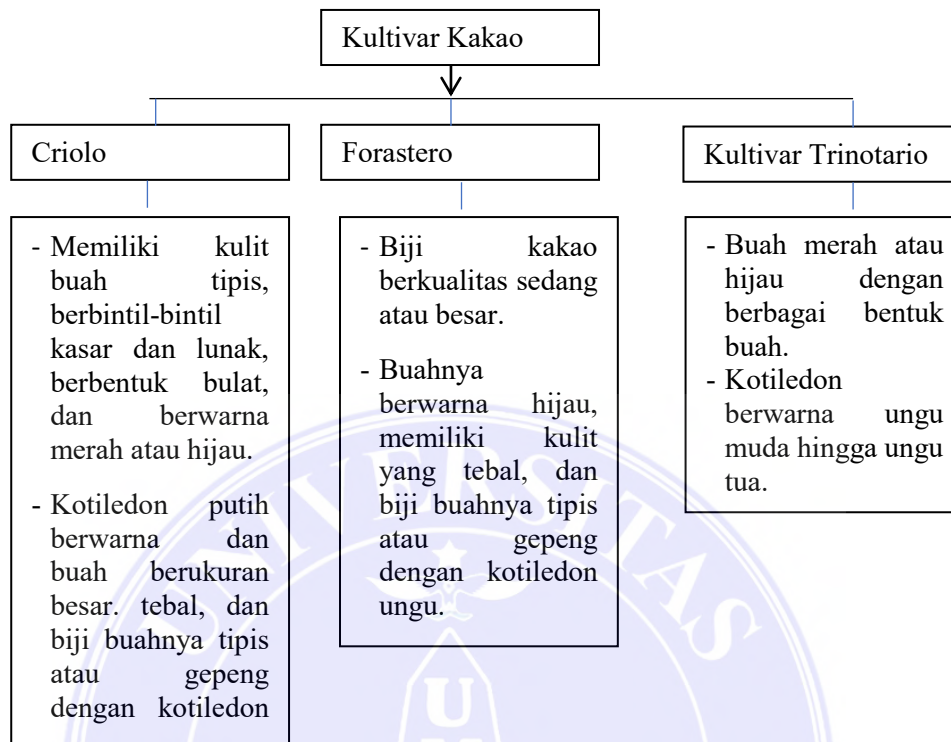 Kultivar Kakao
Criolo
Forastero
Kultivar Trinotario
- Memiliki kulit
buah tipis,
berbintil-bintil
kasar dan lunak,
berbentuk bulat,
dan berwarna
merah atau hijau.
- Kotiledon putih
berwarna dan
buah berukuran
besar. tebal, dan
biji buahnya tipis
atau gepeng
dengan kotiledon
- Biji kakao
berkualitas sedang
atau besar.
- Buahnya
berwarna hijau,
memiliki kulit
yang tebal, dan
biji buahnya tipis
atau gepeng
dengan kotiledon
ungu.
- Buah merah atau
hijau dengan
berbagai bentuk
buah.
- Kotiledon
berwarna ungu
muda hingga ungu
tua.
UNIVERSITAS
U